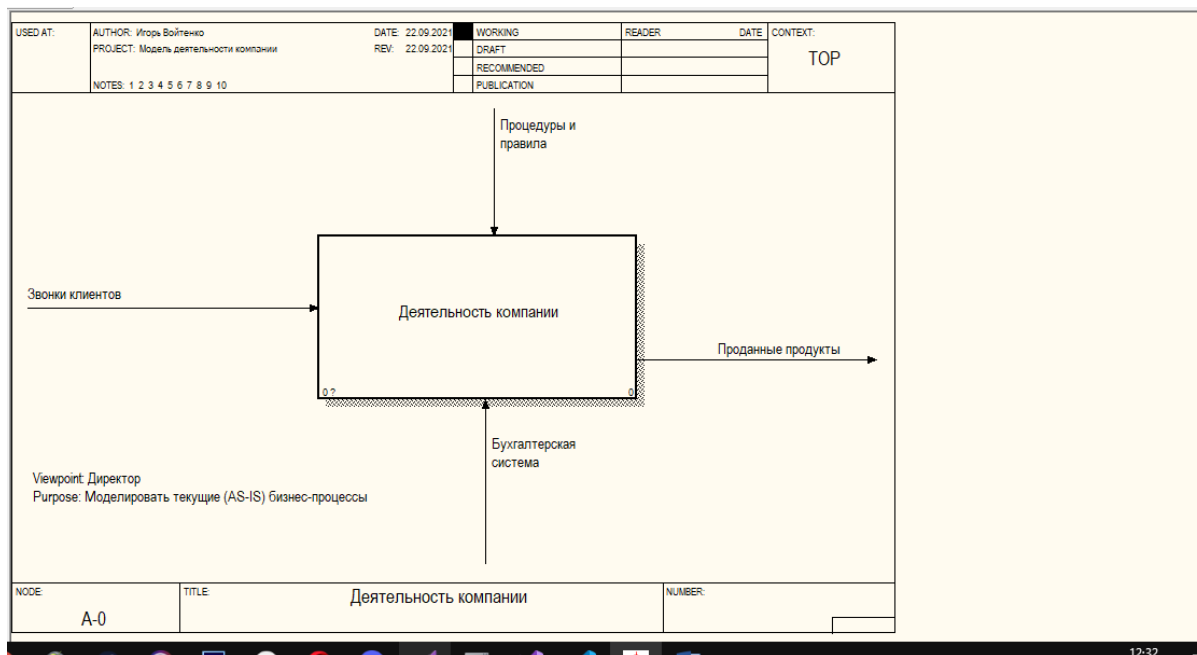 USED AT:
AUTHOR: Игорь Войтенко
DATE: 22.09.2021
PROJECT: Модель деятельности компании
REV: 22.09.2021
NOTES: 1 2 3 4 5 6 7 8 9 10
WORKING
DRAFT
RECOMMENDED
PUBLICATION
READER
DATE
CONTEXT:
TOP
Процедуры и
правила
Звонки клиентов
Деятельность компании
Проданные продукты
0 ?
0
Бухгалтерская
система
Viewpoint: Директор
Purpose: Моделировать текущие (AS-IS) бизнес-процессы
NODE:
A-0
TITLE:
Деятельность компании
NUMBER:
12:32